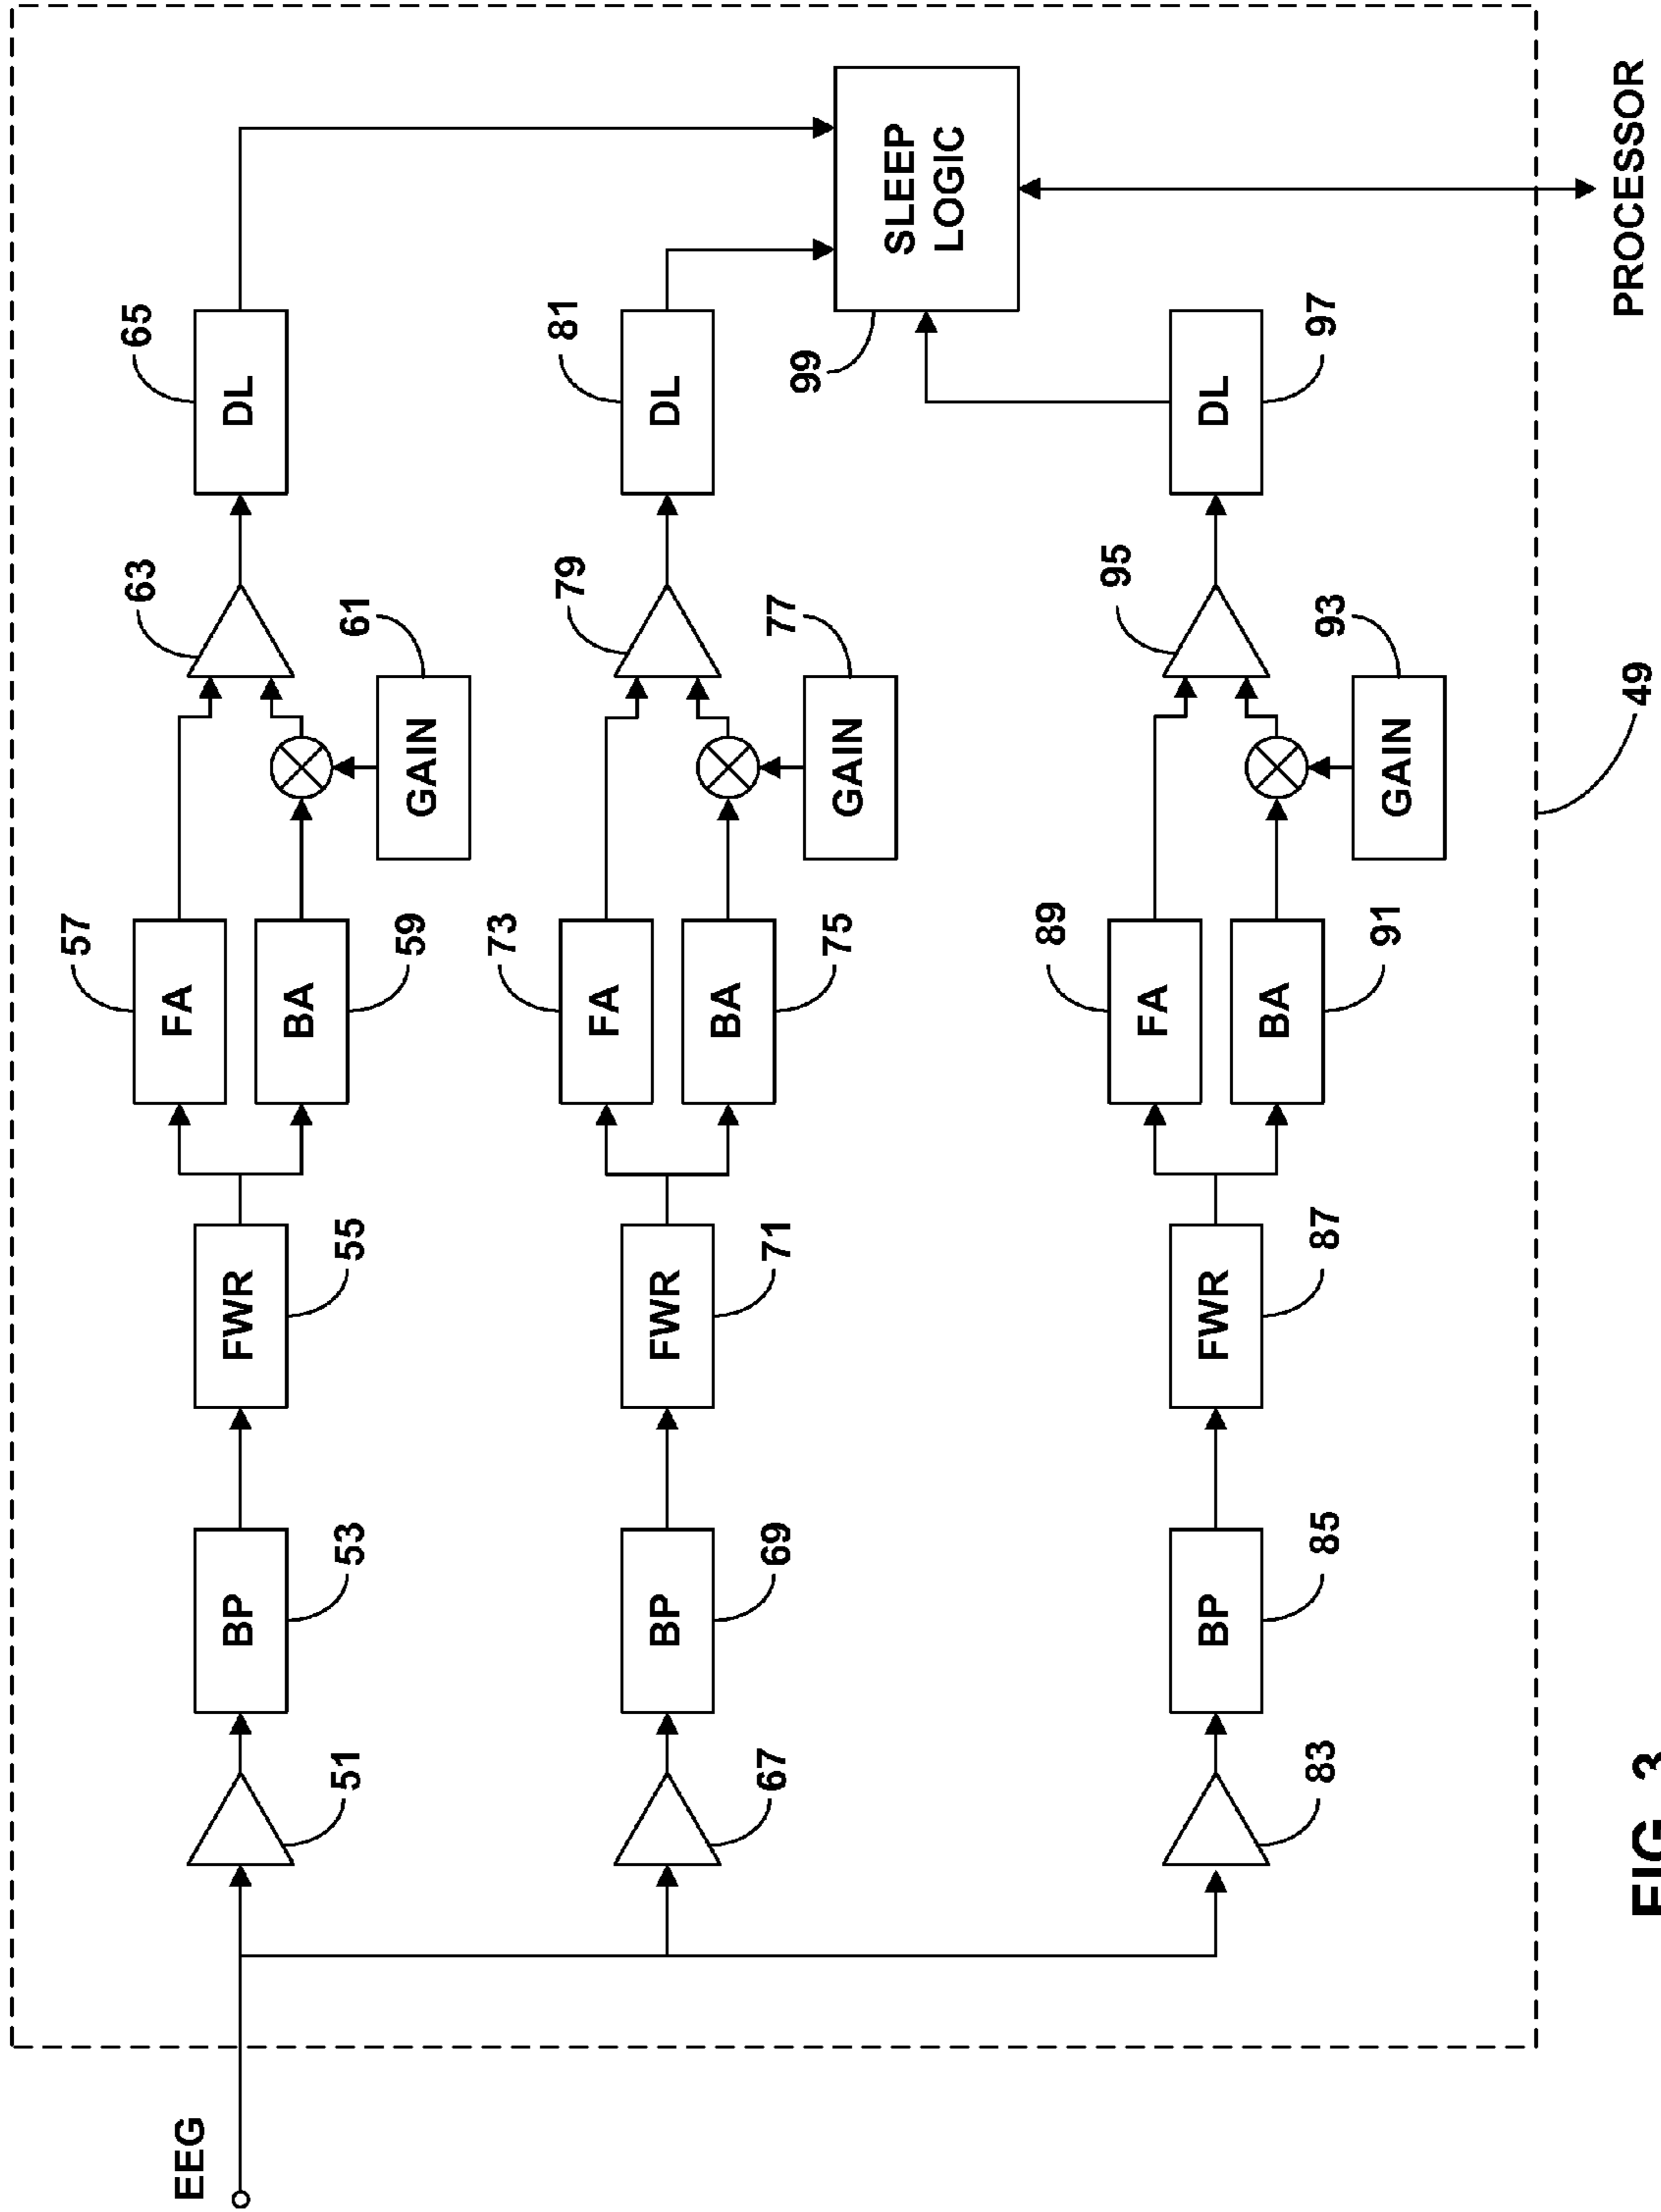 EEG
51
BP
53
FWR
55
FA
57
BA
59
GAIN
61
63
DL
65
67
BP
69
FWR
71
FA
73
BA
75
GAIN
77
79
DL
81
83
BP
85
FWR
87
FA
89
BA
91
GAIN
93
95
DL
97
SLEEP
LOGIC
99
49
PROCESSOR
FIG. 3